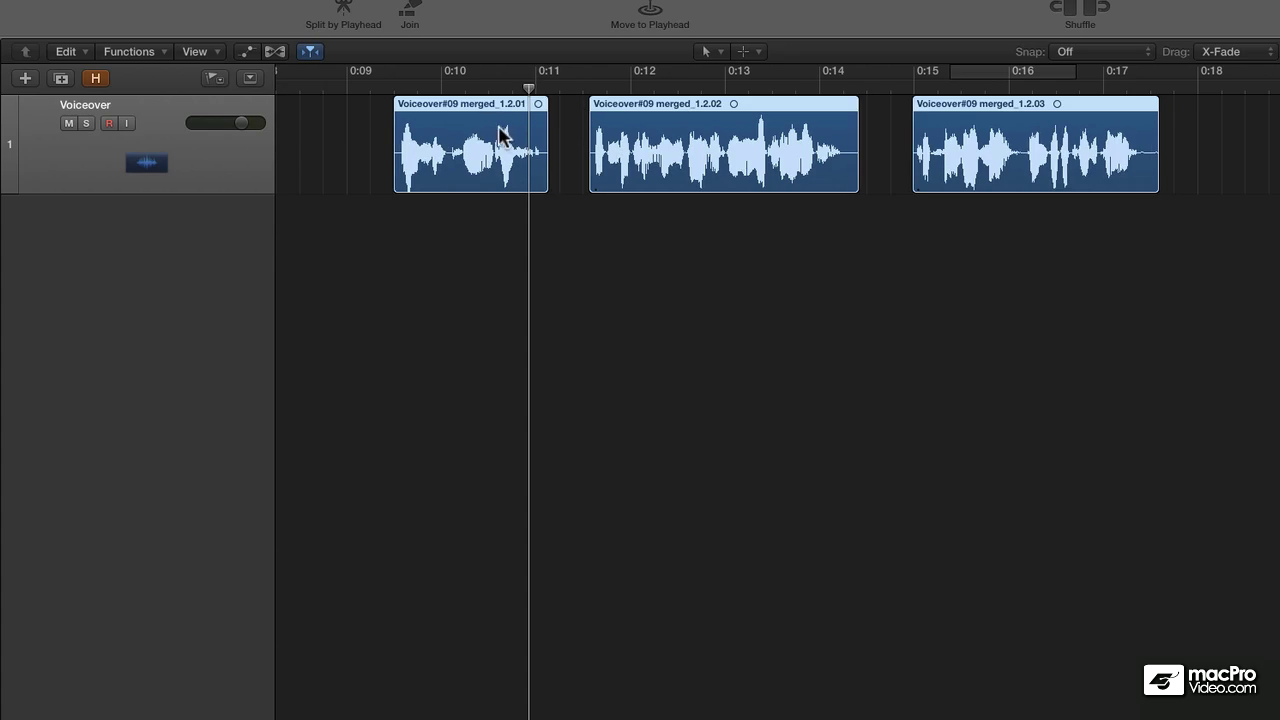 Split by Playhead Join Move to Playhead Shuffle
Edit Functions View Snap: Off Drag: X-Fade
H 0:09 0:10 0:11 0:12 0:13 0:14 0:15 0:16 0:17 0:18
Voiceover Voiceover#09 merged_1.2.01 Voiceover#09 merged_1.2.02 Voiceover#09 merged_1.2.03
M S R I
1
macPro
Video.com